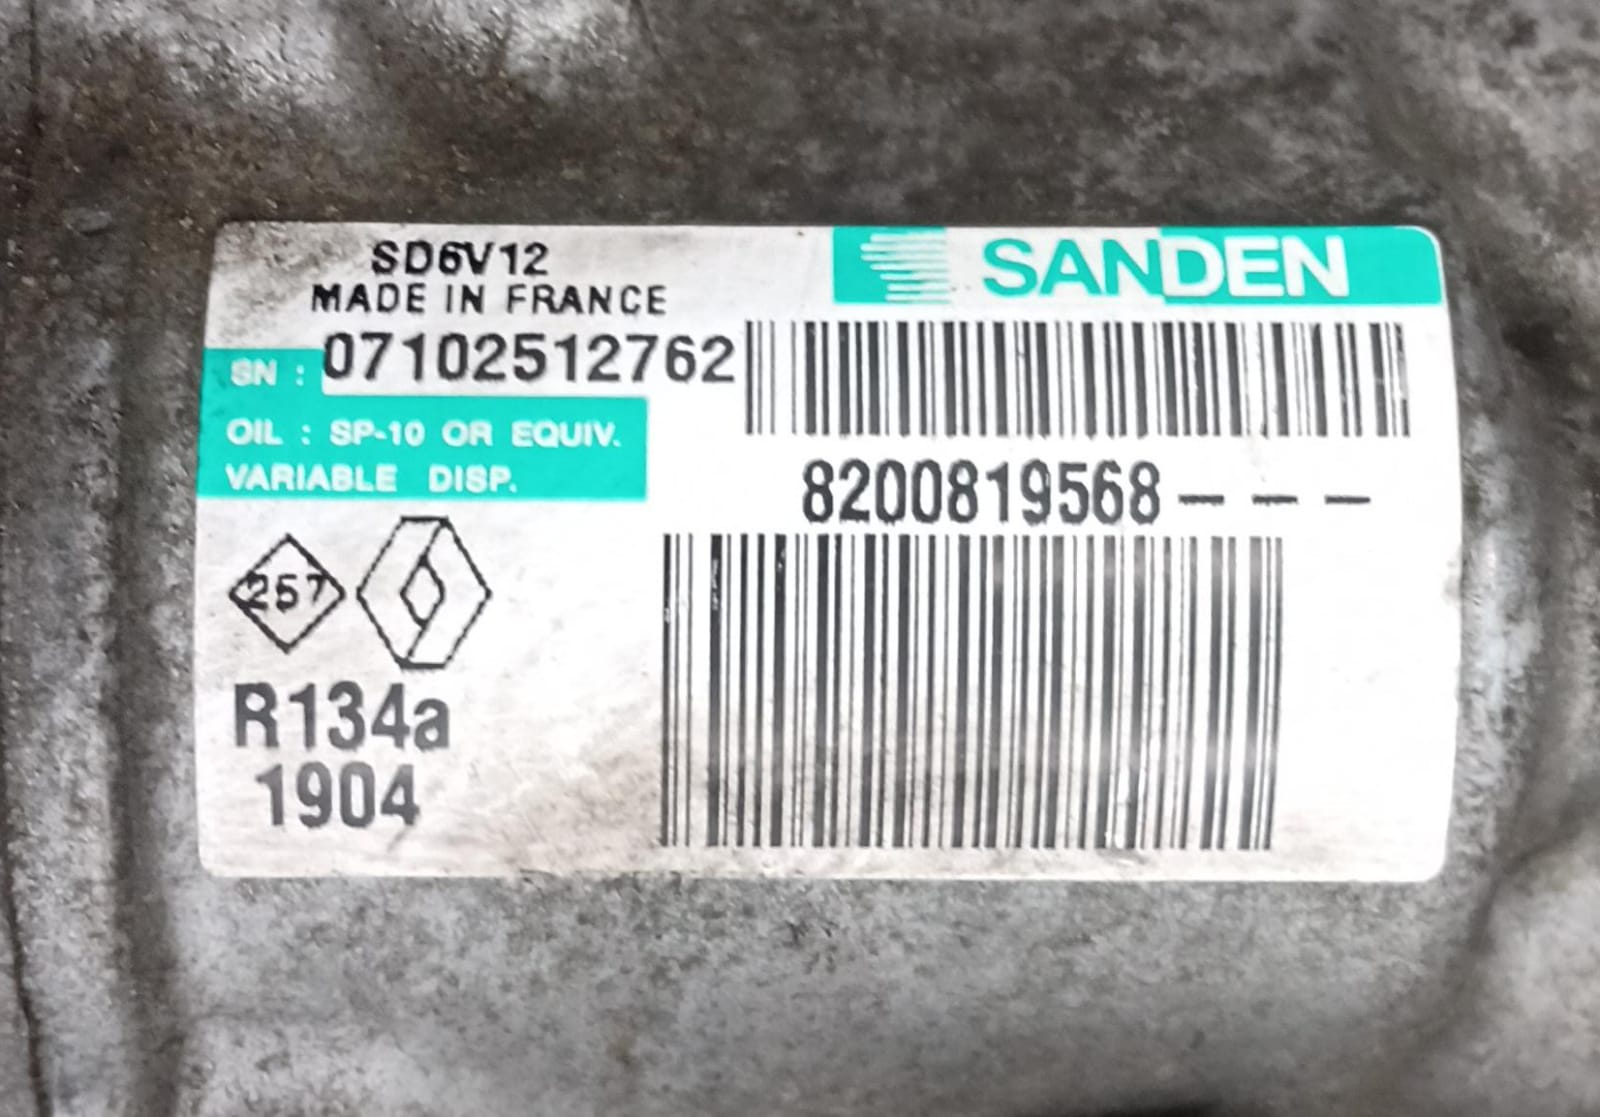 SD6V12
MADE IN FRANCE
SANDEN
SN : 07102512762
OIL : SP-10 OR EQUIV.
VARIABLE DISP.
8200819568---
257
R134a
1904